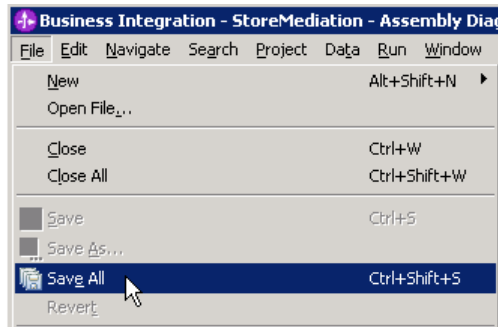 Business Integration - StoreMediation - Assembly Diag
File Edit Navigate Search Project Data Run Window
New Alt+Shift+N
Open File...
Close Ctrl+W
Close All Ctrl+Shift+W
Save Ctrl+S
Save As...
Save All Ctrl+Shift+S
Revert